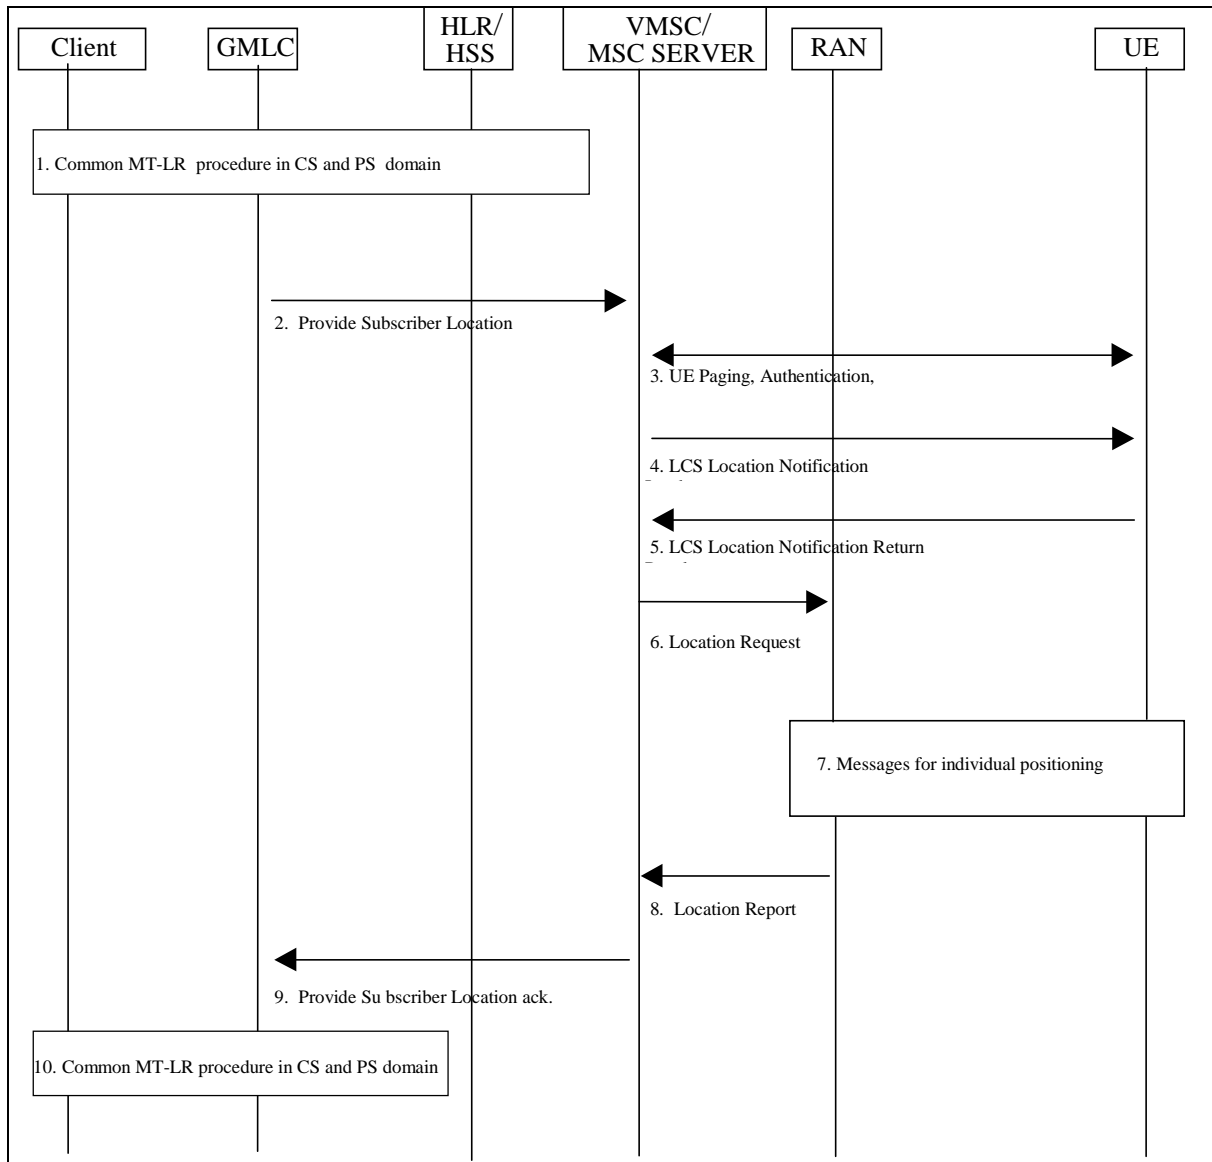 Client
GMLC
HLR/
HSS
VMSC/
MSC SERVER
RAN
UE
1. Common MT-LR procedure in CS and PS domain
2. Provide Subscriber Location
3. UE Paging, Authentication,
4. LCS Location Notification
5. LCS Location Notification Return
6. Location Request
7. Messages for individual positioning
8. Location Report
9. Provide Su bscriber Location ack.
10. Common MT-LR procedure in CS and PS domain